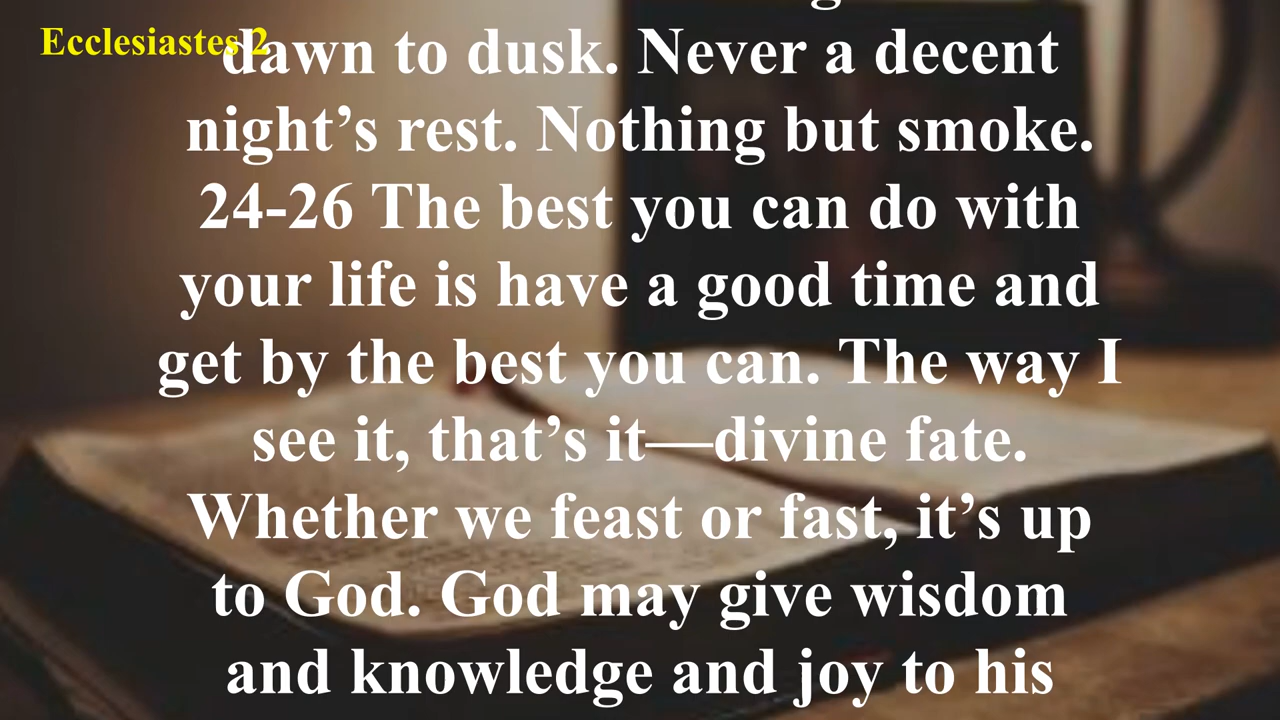 Ecclesiastes 2
dawn to dusk. Never a decent
night’s rest. Nothing but smoke.
24-26 The best you can do with
your life is have a good time and
get by the best you can. The way I
see it, that’s it—divine fate.
Whether we feast or fast, it’s up
to God. God may give wisdom
and knowledge and joy to his